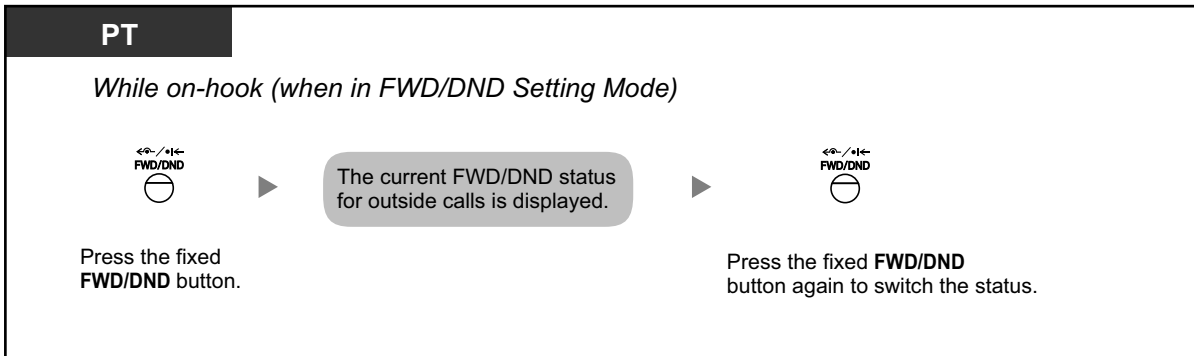 PT
While on-hook (when in FWD/DND Setting Mode)
FWD/DND
The current FWD/DND status
for outside calls is displayed.
FWD/DND
Press the fixed
FWD/DND button.
Press the fixed FWD/DND
button again to switch the status.